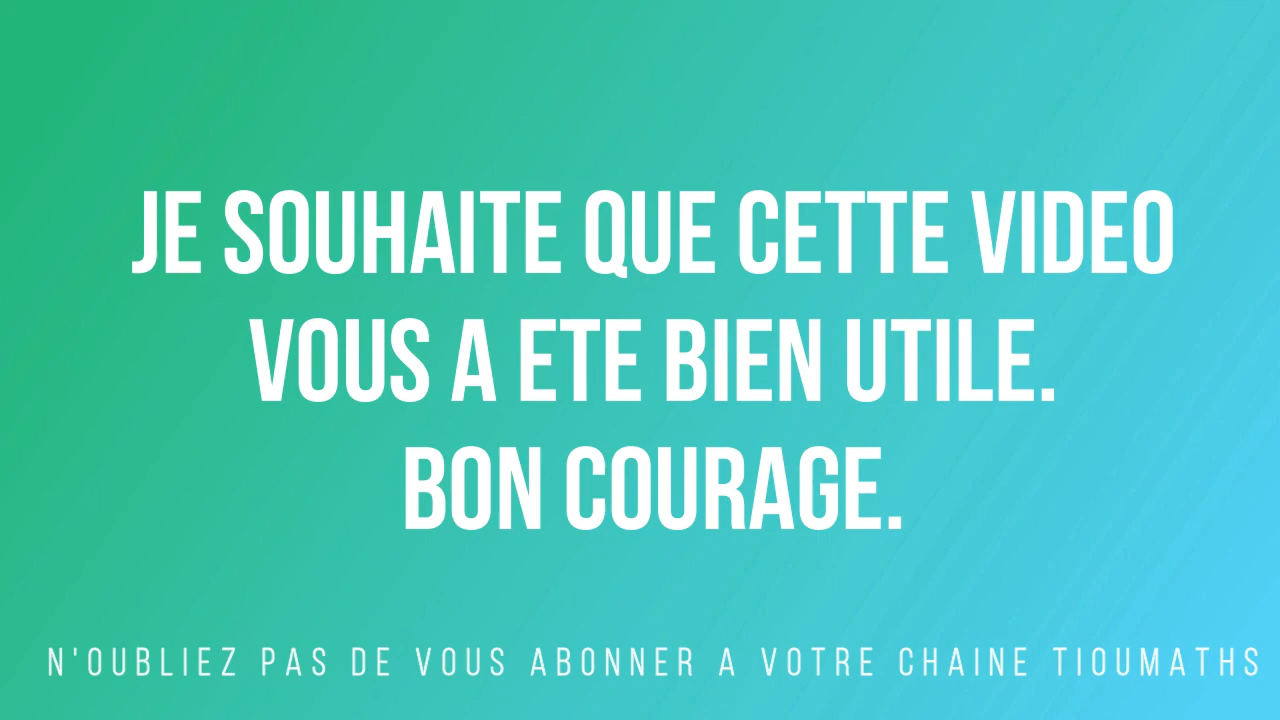 JE SOUHAITE QUE CETTE VIDEO
VOUS A ETE BIEN UTILE.
BON COURAGE.
N'OUBLIEZ PAS DE VOUS ABONNER A VOTRE CHAINE TIOUMATHS